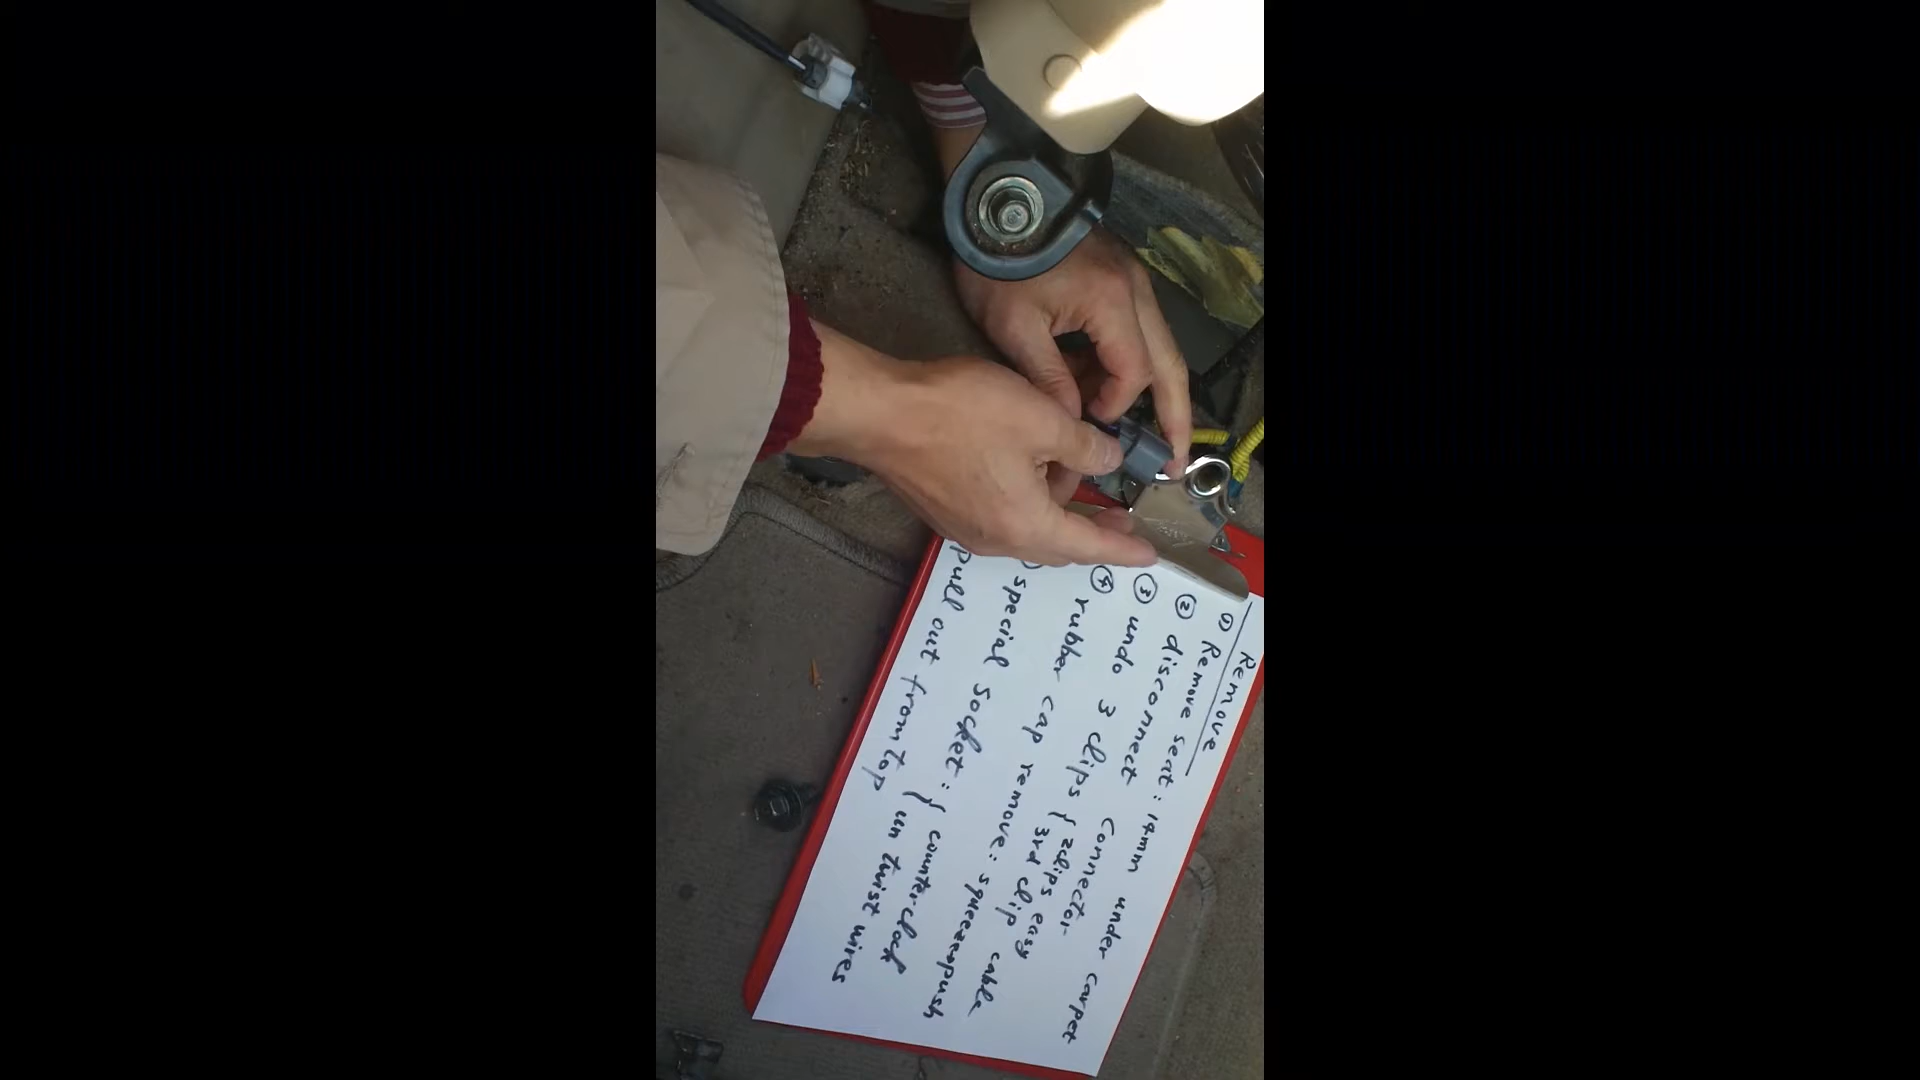 Remove
① Remove seat: 14mm under carpet
② disconnect connector
③ undo 3 clips { 2clips easy
3rd clip cable
④ rubber cap remove: squeeze→push
special Socket: { counterclock
un twist wires
pull out from top